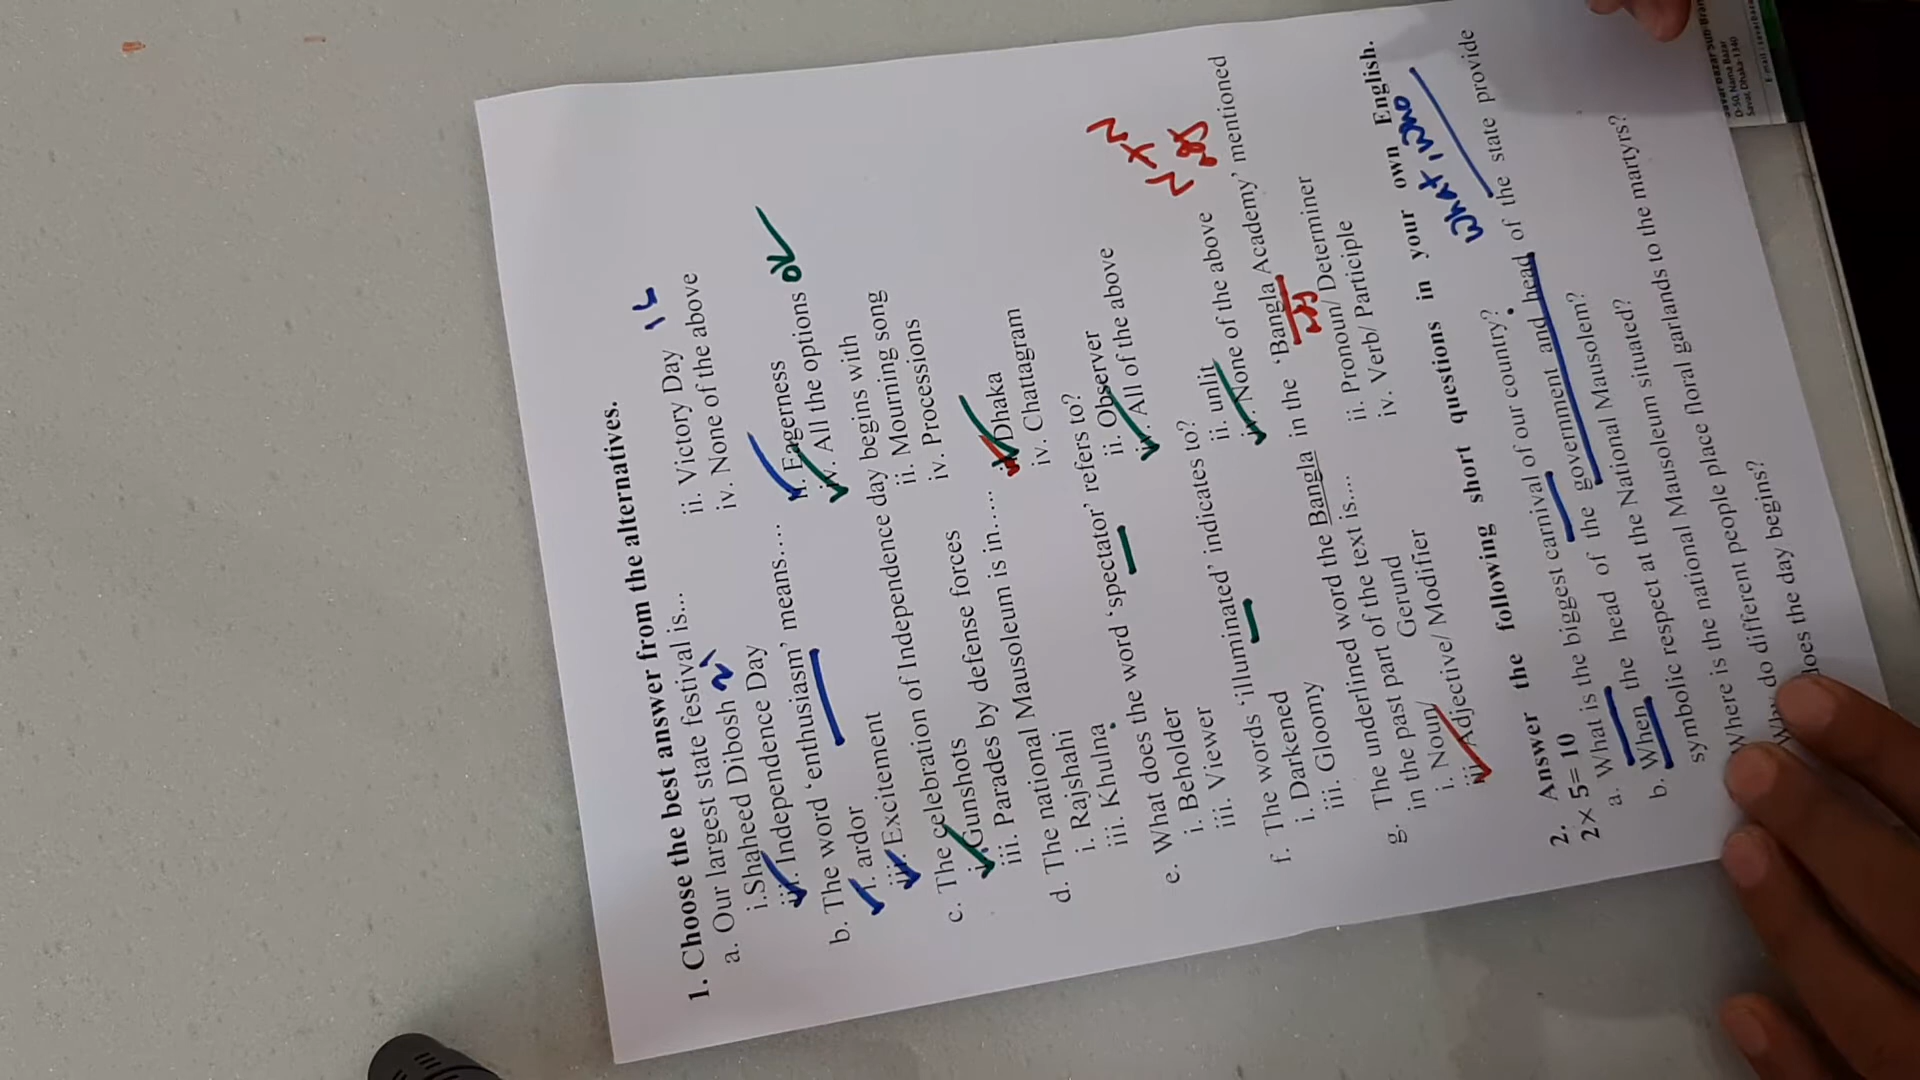 1. Choose the best answer from the alternatives.
a. Our largest state festival is...
i.Shaheed Dibosh ii. Victory Day
iii. Independence Day iv. None of the above
b. The word ‘enthusiasm’ means....
i. ardor ii. Eagerness
iii. Excitement iv. All the options ok
c. The celebration of Independence day begins with
i.Gunshots ii. Mourning song
iii. Parades by defense forces iv. Processions
d. The national Mausoleum is in.....
i. Rajshahi ii. Dhaka
iii. Khulna iv. Chattagram
e. What does the word ‘spectator’ refers to?
i. Beholder ii. Observer
iii. Viewer iv. All of the above
f. The words ‘illuminated’ indicates to?
i. Darkened ii. unlit
iii. Gloomy iv. None of the above
g. The underlined word the Bangla in the ‘Bangla Academy’ mentioned
in the past part of the text is....
i. Noun/ Gerund ii. Pronoun/ Determiner
iii. Adjective/ Modifier iv. Verb/ Participle
2. Answer the following short questions in your own English.
2× 5= 10
What
a. What is the biggest carnival of our country?
b. When the head of the government and head of the state provide
symbolic respect at the National Mausolem?
Where is the national Mausoleum situated?
do different people place floral garlands to the martyrs?
does the day begins?
D-50, Nama Bazar
Savar, Dhaka-1340